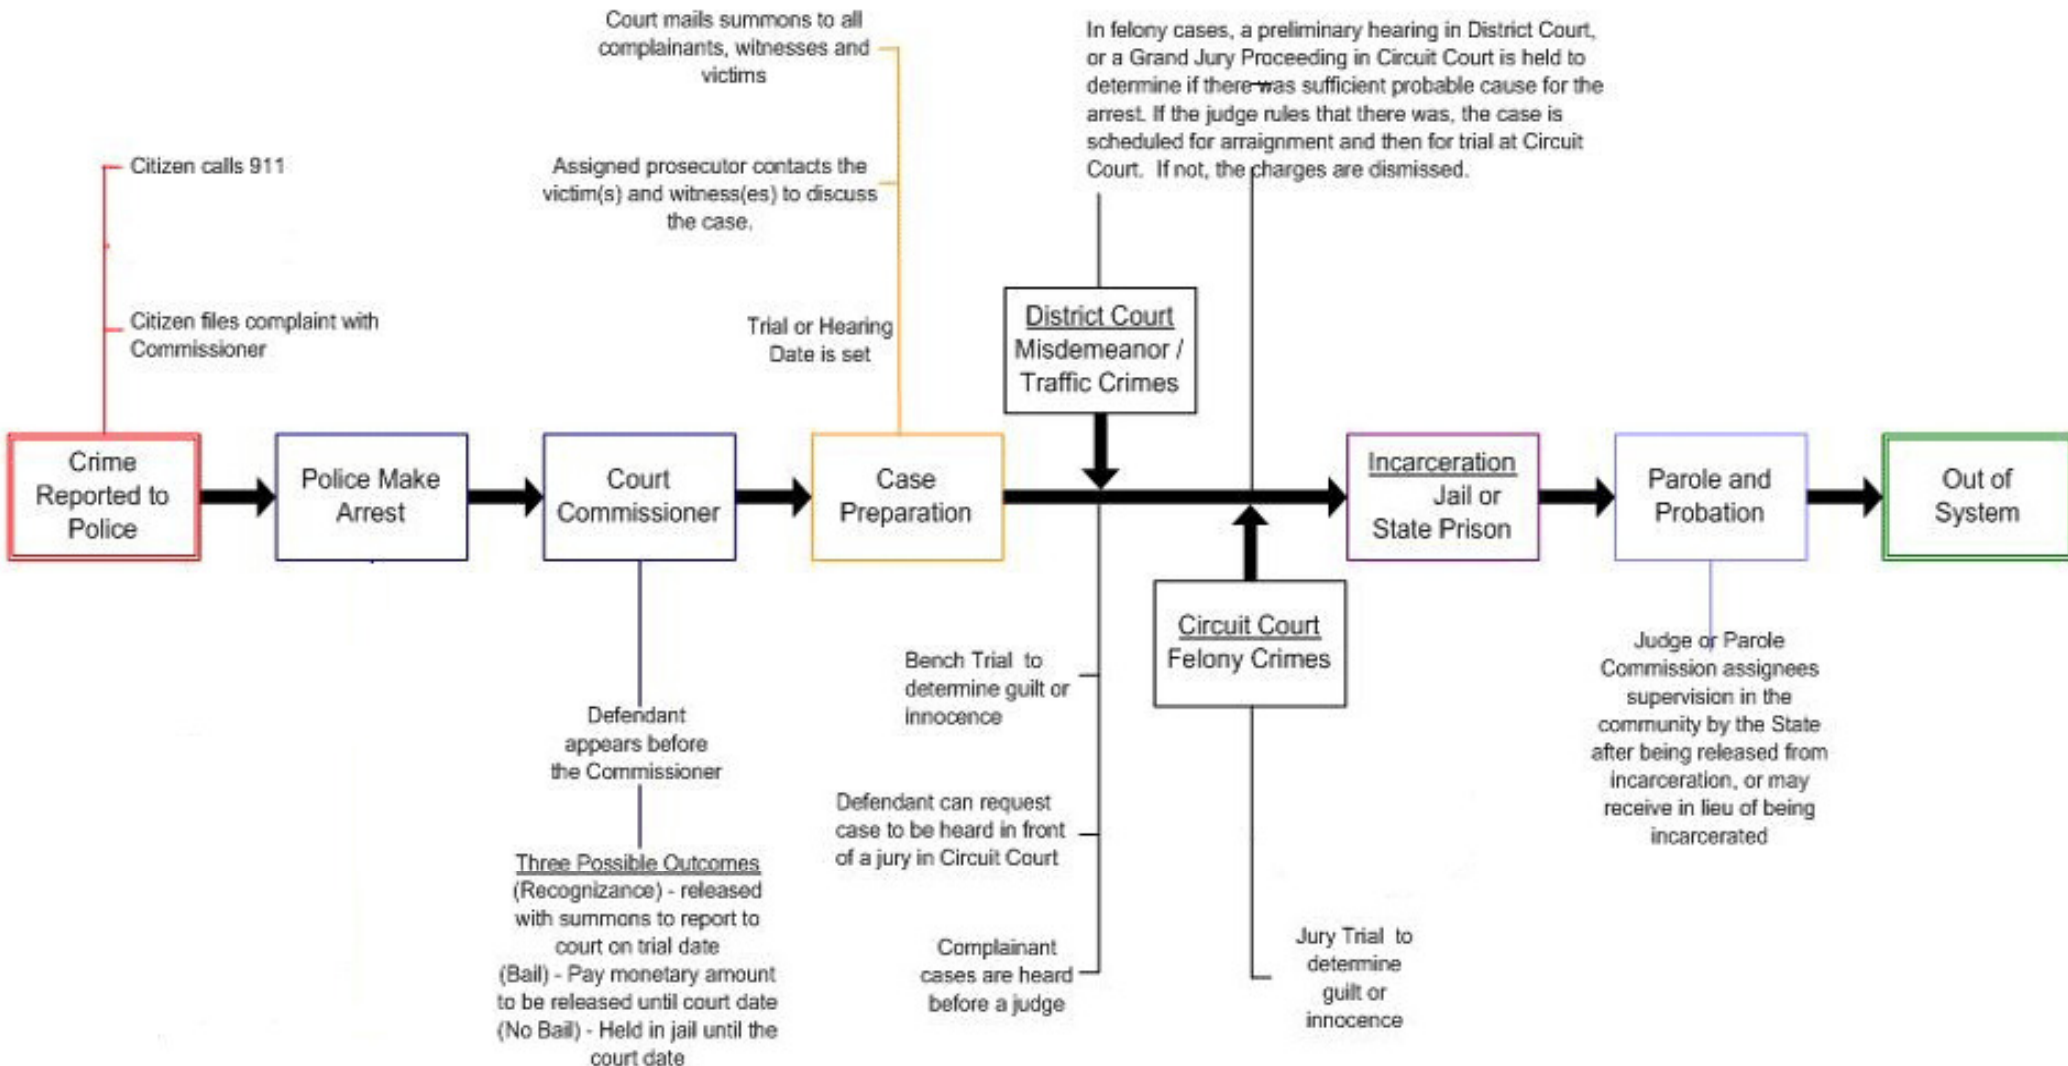 Court mails summons to all
complainants, witnesses and
victims
In felony cases, a preliminary hearing in District Court,
or a Grand Jury Proceeding in Circuit Court is held to
determine if there was sufficient probable cause for the
arrest. If the judge rules that there was, the case is
scheduled for arraignment and then for trial at Circuit
Court.  If not, the charges are dismissed.
Citizen calls 911
Assigned prosecutor contacts the
victim(s) and witness(es) to discuss
the case.
Citizen files complaint with
Commissioner
Trial or Hearing
Date is set
District Court
Misdemeanor /
Traffic Crimes
Crime
Reported to
Police
Police Make
Arrest
Court
Commissioner
Case
Preparation
Incarceration
Jail or
State Prison
Parole and
Probation
Out of
System
Circuit Court
Felony Crimes
Defendant
appears before
the Commissioner
Three Possible Outcomes
(Recognizance) - released
with summons to report to
court on trial date
(Bail) - Pay monetary amount
to be released until court date
(No Bail) - Held in jail until the
court date
Bench Trial  to
determine guilt or
innocence
Defendant can request
case to be heard in front
of a jury in Circuit Court
Complainant
cases are heard
before a judge
Jury Trial  to
determine
guilt or
innocence
Judge or Parole
Commission assignees
supervision in the
community by the State
after being released from
incarceration, or may
receive in lieu of being
incarcerated